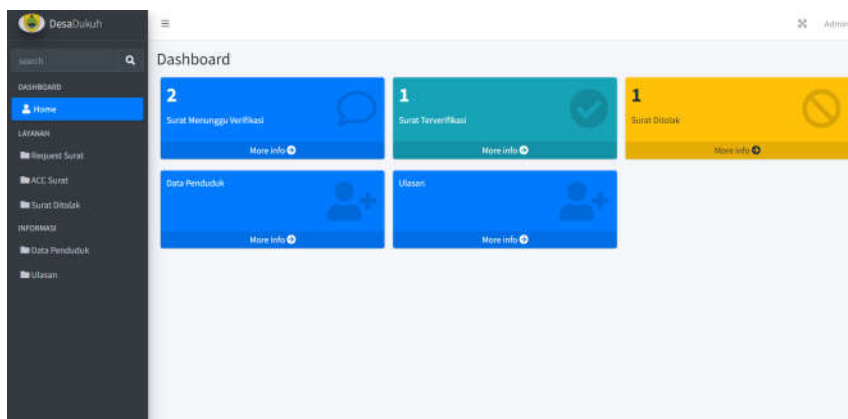 DesaDukuh
Admin
search
Dashboard
DASHBOARD
Home
LAYANAN
Request Surat
ACC Surat
Surat Ditolak
INFORMASI
Data Penduduk
Ulasan
2
Surat Menunggu Verifikasi
More info
1
Surat Terverifikasi
More info
1
Surat Ditolak
More info
Data Penduduk
More info
Ulasan
More info